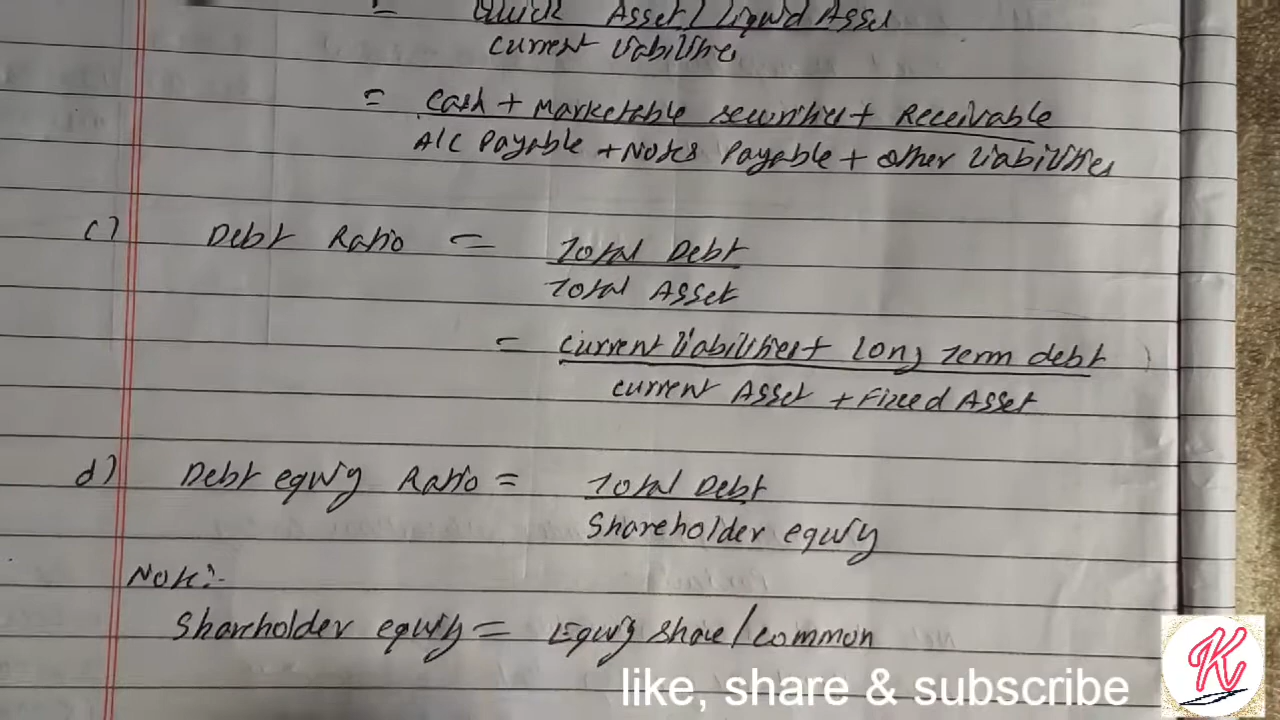 = Quick Asset/Liquid Asset
current liabilities
= cash + Marketable securities + Receivable
A/C Payable + Notes Payable + other liabilities
c) Debt Ratio = Total Debt
Total Asset
= current liabilities + long term debt
current Asset + Fixed Asset
d) Debt equity Ratio = Total Debt
Shareholder equity
Note:-
Shareholder equity = Equity share/common
like, share & subscribe
K